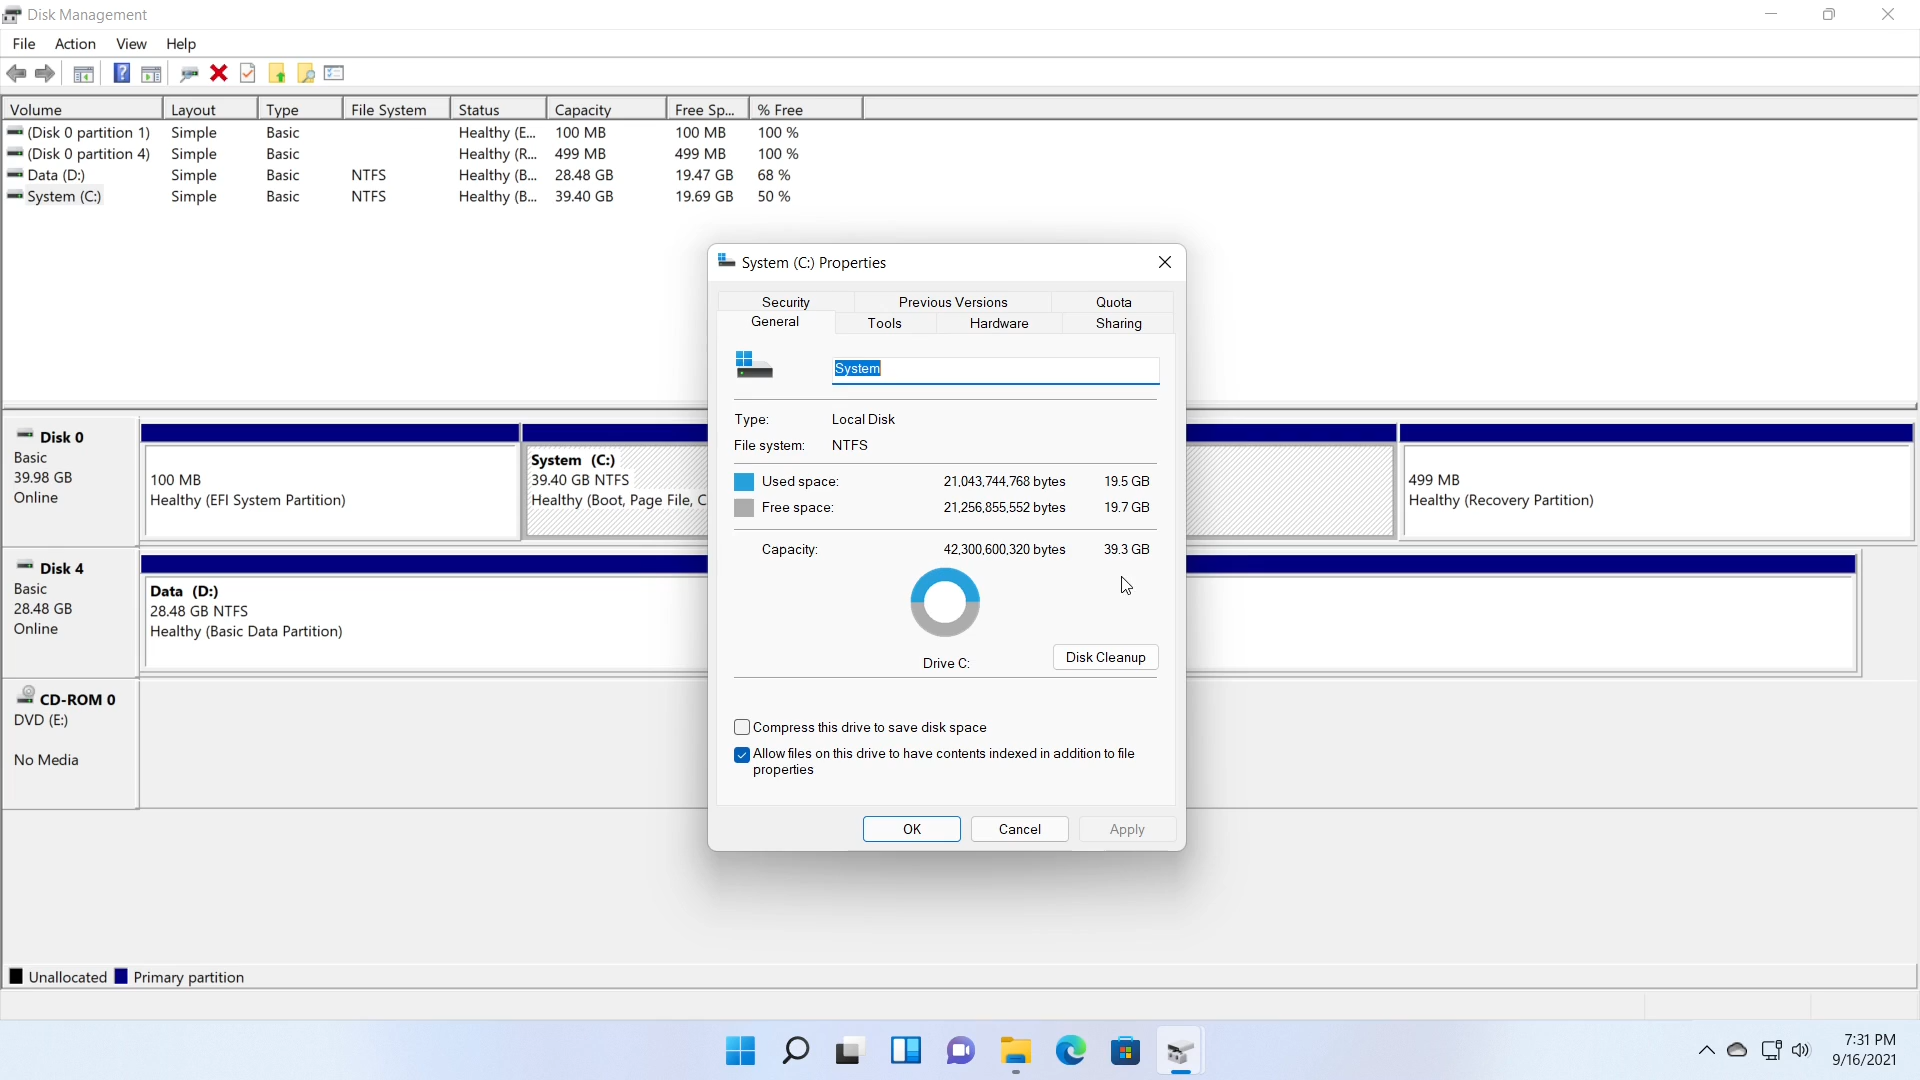 Disk Management
File Action View Help
Volume Layout Type File System Status Capacity Free Sp... % Free
(Disk 0 partition 1) Simple Basic Healthy (E... 100 MB 100 MB 100 %
(Disk 0 partition 4) Simple Basic Healthy (R... 499 MB 499 MB 100 %
Data (D:) Simple Basic NTFS Healthy (B... 28.48 GB 19.47 GB 68 %
System (C:) Simple Basic NTFS Healthy (B... 39.40 GB 19.69 GB 50 %
System (C:) Properties
Security Previous Versions Quota
General Tools Hardware Sharing
System
Type: Local Disk
File system: NTFS
Used space: 21,043,744,768 bytes 19.5 GB
Free space: 21,256,855,552 bytes 19.7 GB
Capacity: 42,300,600,320 bytes 39.3 GB
Drive C:
Disk Cleanup
Compress this drive to save disk space
Allow files on this drive to have contents indexed in addition to file
properties
OK Cancel Apply
Disk 0
Basic
39.98 GB
Online
100 MB
Healthy (EFI System Partition)
System (C:)
39.40 GB NTFS
Healthy (Boot, Page File, C
499 MB
Healthy (Recovery Partition)
Disk 4
Basic
28.48 GB
Online
Data (D:)
28.48 GB NTFS
Healthy (Basic Data Partition)
CD-ROM 0
DVD (E:)
No Media
Unallocated Primary partition
7:31 PM
9/16/2021